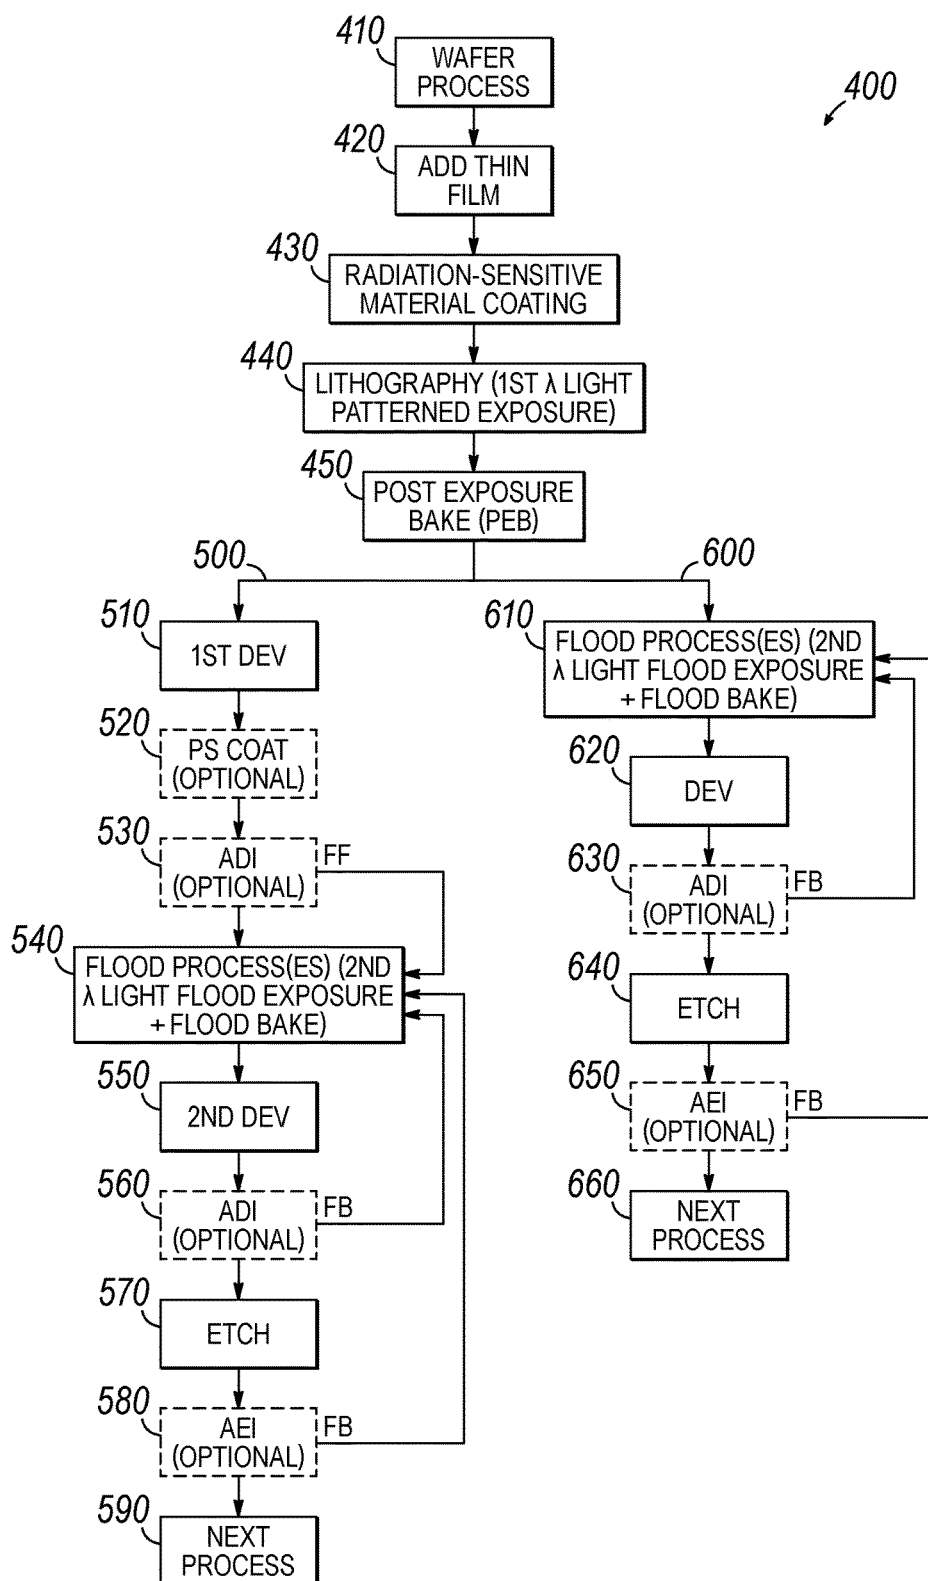 410
WAFER
PROCESS
400
420
ADD THIN
FILM
430
RADIATION-SENSITIVE
MATERIAL COATING
440
LITHOGRAPHY (1ST λ LIGHT
PATTERNED EXPOSURE)
450
POST EXPOSURE
BAKE (PEB)
500
600
510
1ST DEV
520
PS COAT
(OPTIONAL)
530
ADI
(OPTIONAL)
FF
540
FLOOD PROCESS(ES) (2ND
λ LIGHT FLOOD EXPOSURE
+ FLOOD BAKE)
550
2ND DEV
560
ADI
(OPTIONAL)
FB
570
ETCH
580
AEI
(OPTIONAL)
FB
590
NEXT
PROCESS
610
FLOOD PROCESS(ES) (2ND
λ LIGHT FLOOD EXPOSURE
+ FLOOD BAKE)
620
DEV
630
ADI
(OPTIONAL)
FB
640
ETCH
650
AEI
(OPTIONAL)
FB
660
NEXT
PROCESS